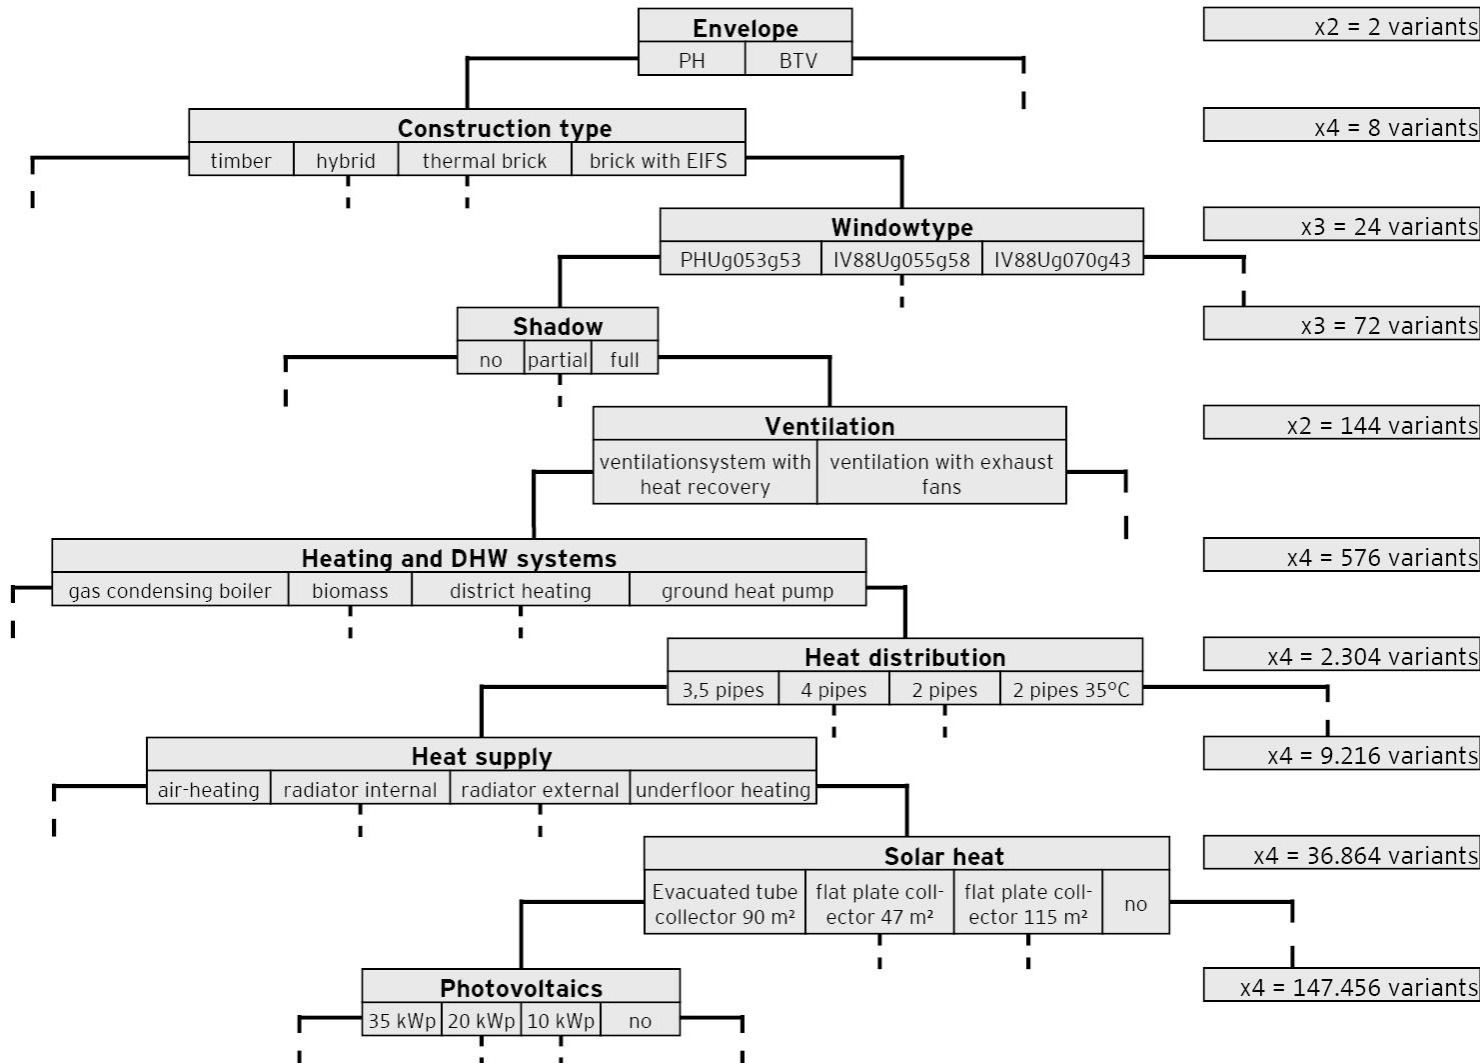 Envelope
x2 = 2 variants
PH BTV
Construction type
x4 = 8 variants
timber hybrid thermal brick brick with EIFS
Windowtype
x3 = 24 variants
PHUg053g53 IV88Ug055g58 IV88Ug070g43
Shadow
x3 = 72 variants
no partial full
Ventilation
x2 = 144 variants
ventilationsystem with
heat recovery
ventilation with exhaust
fans
Heating and DHW systems
x4 = 576 variants
gas condensing boiler biomass district heating ground heat pump
Heat distribution
x4 = 2.304 variants
3,5 pipes 4 pipes 2 pipes 2 pipes 35°C
Heat supply
x4 = 9.216 variants
air-heating radiator internal radiator external underfloor heating
Solar heat
x4 = 36.864 variants
Evacuated tube
collector 90 m²
flat plate coll-
ector 47 m²
flat plate coll-
ector 115 m²
no
Photovoltaics
x4 = 147.456 variants
35 kWp 20 kWp 10 kWp no